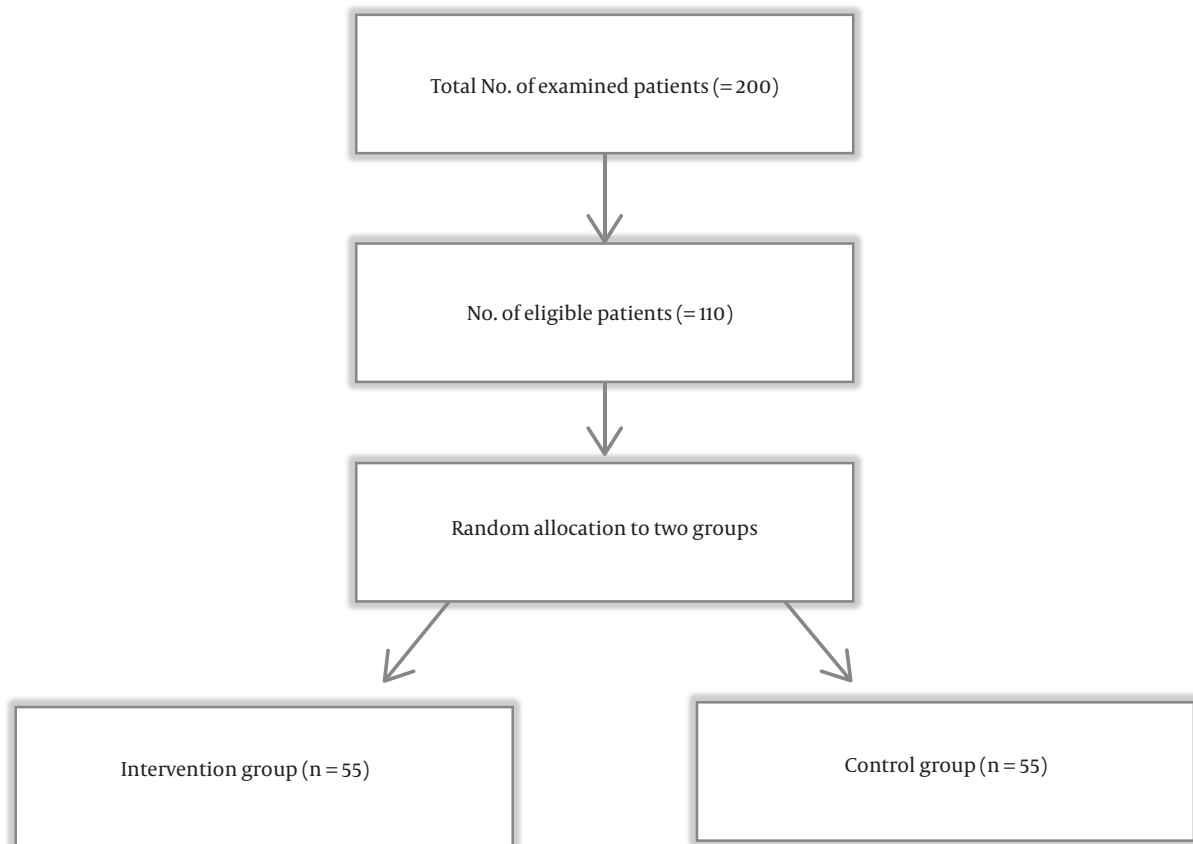 Total No. of examined patients (= 200)
No. of eligible patients (= 110)
Random allocation to two groups
Intervention group (n = 55)
Control group (n = 55)